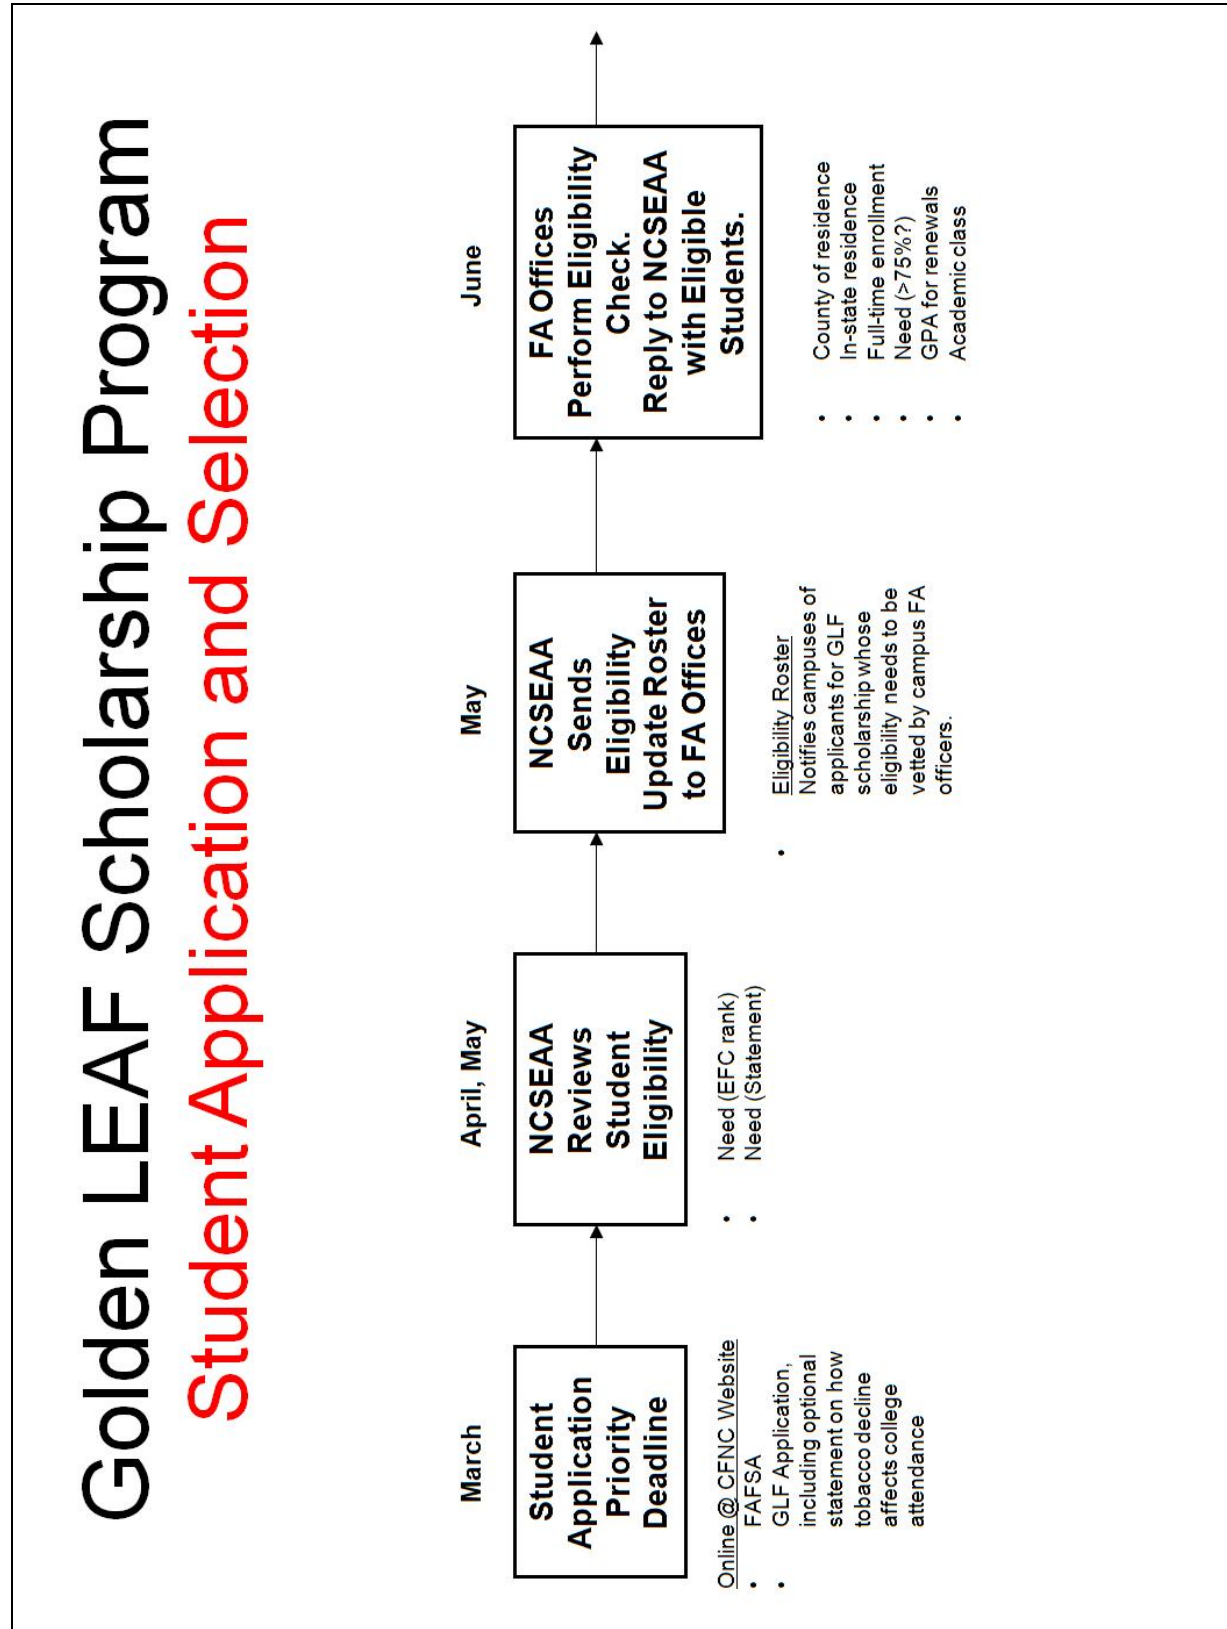 Golden LEAF Scholarship Program
Student Application and Selection
March
Student
Application
Priority
Deadline
Online @ CFNC Website
• FAFSA
• GLF Application,
including optional
statement on how
tobacco decline
affects college
attendance
April, May
NCSEAA
Reviews
Student
Eligibility
• Need (EFC rank)
• Need (Statement)
May
NCSEAA
Sends
Eligibility
Update Roster
to FA Offices
• Eligibility Roster
Notifies campuses of
applicants for GLF
scholarship whose
eligibility needs to be
vetted by campus FA
officers.
June
FA Offices
Perform Eligibility
Check.
Reply to NCSEAA
with Eligible
Students.
• County of residence
• In-state residence
• Full-time enrollment
• Need (>75%?)
• GPA for renewals
• Academic class